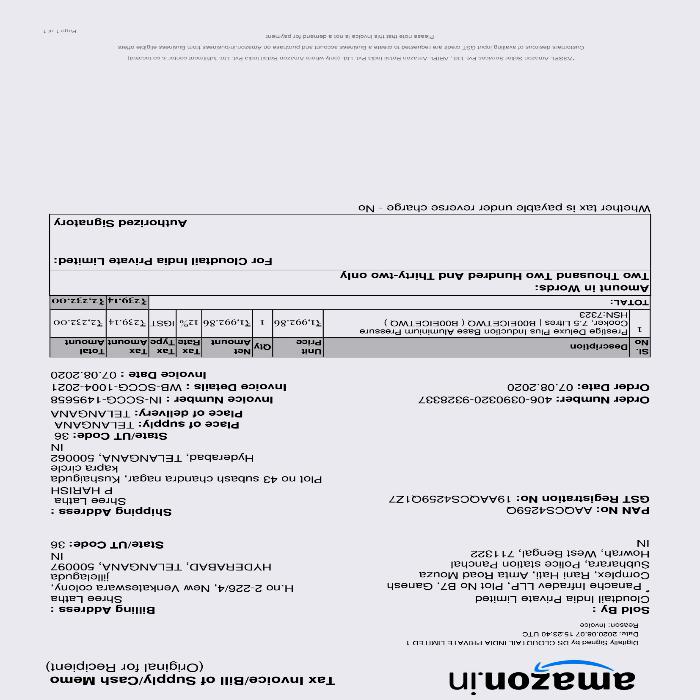 amazon.in
Tax Invoice/Bill of Supply/Cash Memo
(Original for Recipient)
Digitally Signed by DS CLOUDTAIL INDIA PRIVATE LIMITED 1
Date: 2020.08.07 15:23:40 UTC
Reason: Invoice
Sold By :
Cloudtail India Private Limited
* Panache Infradev LLP, Plot No B7, Ganesh
Complex, Rani Hati, Amta Road Mouza
Subharara, Police station Panchal
Howrah, West Bengal, 711322
IN
Billing Address :
Shree Latha
H.no 2-226/4, New Venkateswara colony,
jillelaguda
HYDERABAD, TELANGANA, 500097
IN
State/UT Code: 36
PAN No: AAQCS4259Q
GST Registration No: 19AAQCS4259Q1Z7
Shipping Address :
Shree Latha
P HARISH
Plot no 43 subash chandra nagar, Kushaiguda
kapra circle
Hyderabad, TELANGANA, 500062
IN
State/UT Code: 36
Place of supply: TELANGANA
Place of delivery: TELANGANA
Order Number: 406-0390320-9328337
Order Date: 07.08.2020
Invoice Number : IN-SCCG-1495658
Invoice Details : WB-SCCG-1004-2021
Invoice Date : 07.08.2020
Sl. No Description Unit Price Qty Net Amount Tax Rate Tax Type Tax Amount Total Amount
1 Prestige Deluxe Plus Induction Base Aluminium Pressure
Cooker, 7.5 Litres | B00EICFTWQ ( B00EICFTWQ )
HSN:7323
₹1,992.86 1 ₹1,992.86 12% IGST ₹239.14 ₹2,232.00
TOTAL: ₹239.14 ₹2,232.00
Amount in Words:
Two Thousand Two Hundred And Thirty-two only
For Cloudtail India Private Limited:
Authorized Signatory
Whether tax is payable under reverse charge - No
*ASSPL-Amazon Seller Services Pvt. Ltd., ARIPL-Amazon Retail India Pvt. Ltd. (only where Amazon Retail India Pvt. Ltd. fulfillment center is co-located)
Customers desirous of availing input GST credit are requested to create a Business account and purchase on Amazon.in/business from Business eligible offers
Please note that this invoice is not a demand for payment
Page 1 of 1